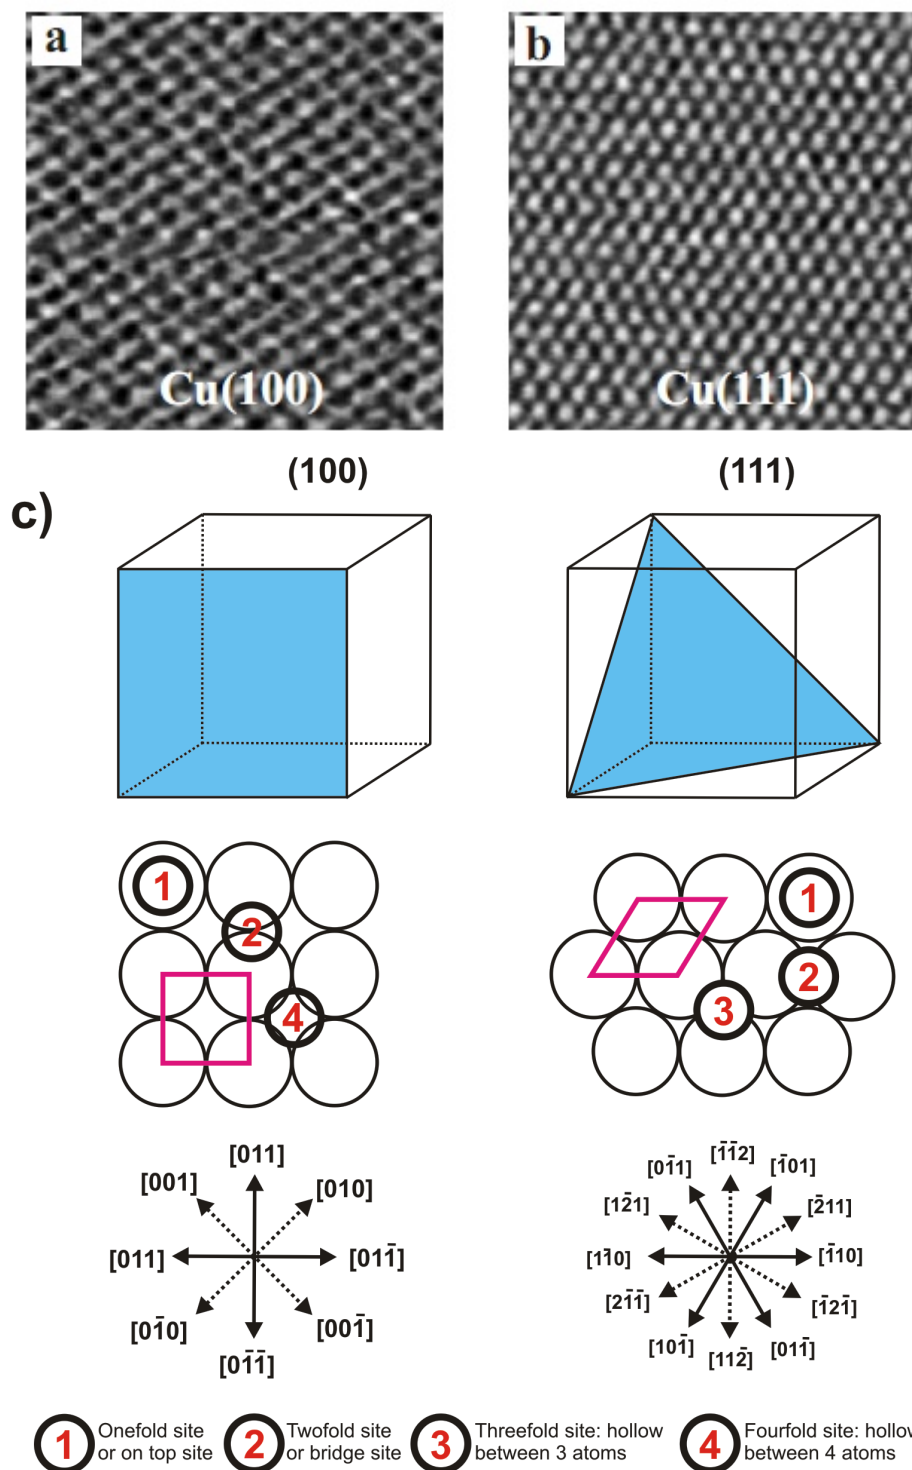 a
b
Cu(100)
Cu(111)
(100)
(111)
c)
1
2
4
1
2
3
[011]
[001]
[010]
[011]
[011̄]
[01̄0]
[001̄]
[01̄1̄]
[1̄1̄2]
[01̄1]
[1̄01]
[12̄1]
[2̄11]
[11̄0]
[1̄10]
[21̄1̄]
[1̄21̄]
[101̄]
[011̄]
[112̄]
1 Onefold site
or on top site
2 Twofold site
or bridge site
3 Threefold site: hollow
between 3 atoms
4 Fourfold site: hollow
between 4 atoms